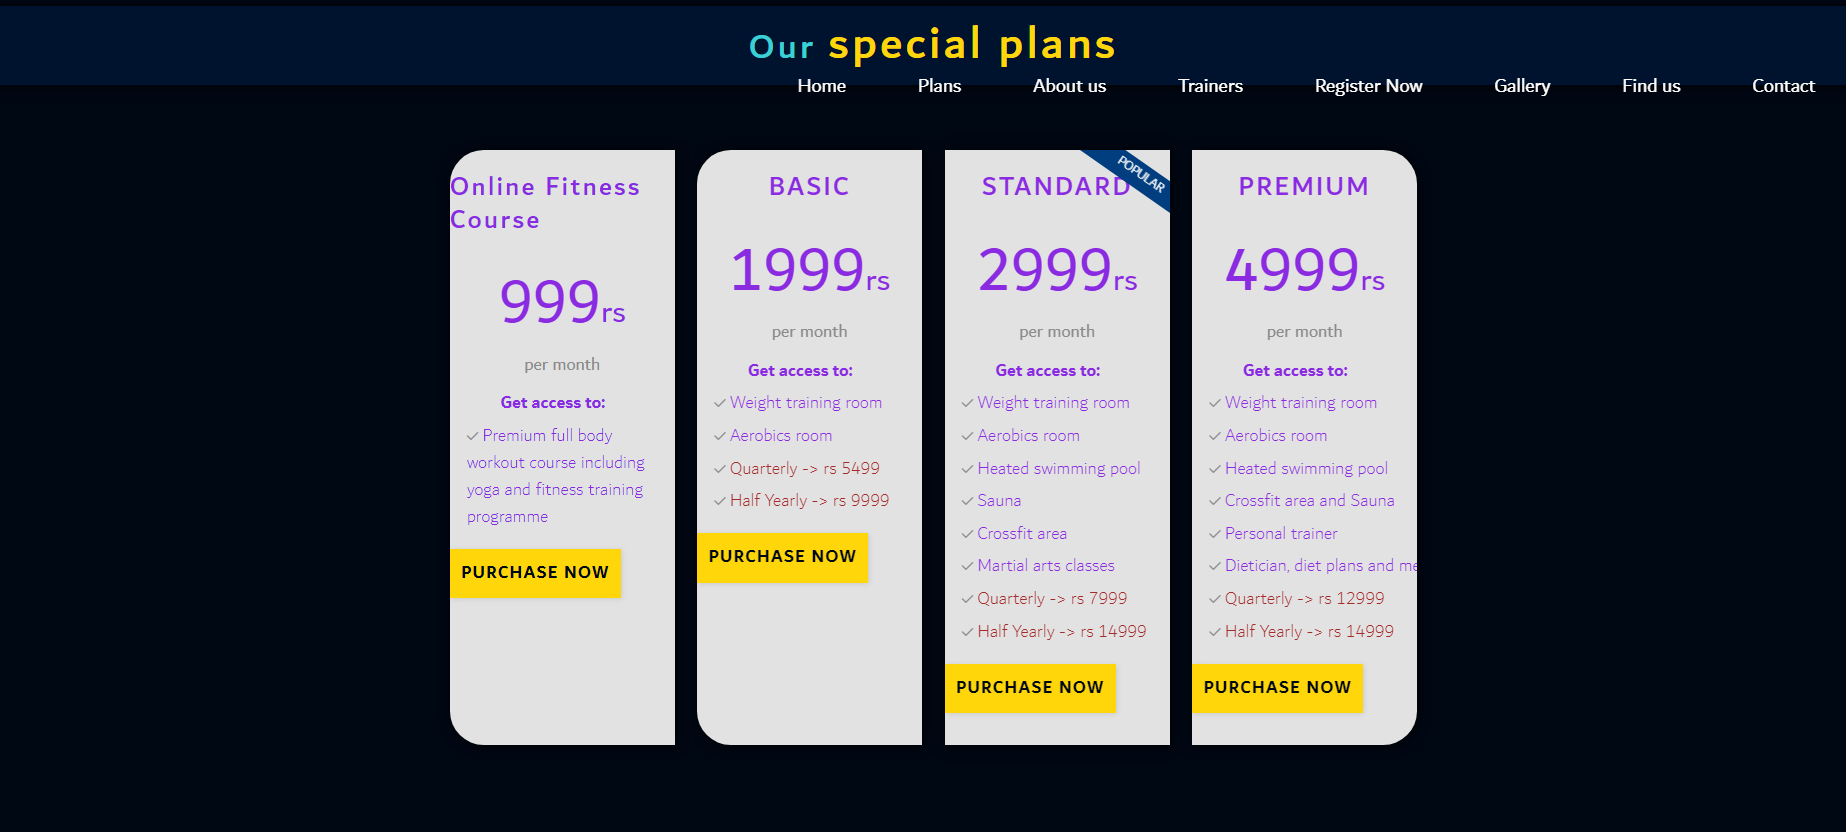 Our special plans
Home Plans About us Trainers Register Now Gallery Find us Contact
Online Fitness
Course
999rs
per month
Get access to:
Premium full body
workout course including
yoga and fitness training
programme
PURCHASE NOW
BASIC
1999rs
per month
Get access to:
Weight training room
Aerobics room
Quarterly -> rs 5499
Half Yearly -> rs 9999
PURCHASE NOW
POPULAR
STANDARD
2999rs
per month
Get access to:
Weight training room
Aerobics room
Heated swimming pool
Sauna
Crossfit area
Martial arts classes
Quarterly -> rs 7999
Half Yearly -> rs 14999
PURCHASE NOW
PREMIUM
4999rs
per month
Get access to:
Weight training room
Aerobics room
Heated swimming pool
Crossfit area and Sauna
Personal trainer
Dietician, diet plans and
Quarterly -> rs 12999
Half Yearly -> rs 14999
PURCHASE NOW